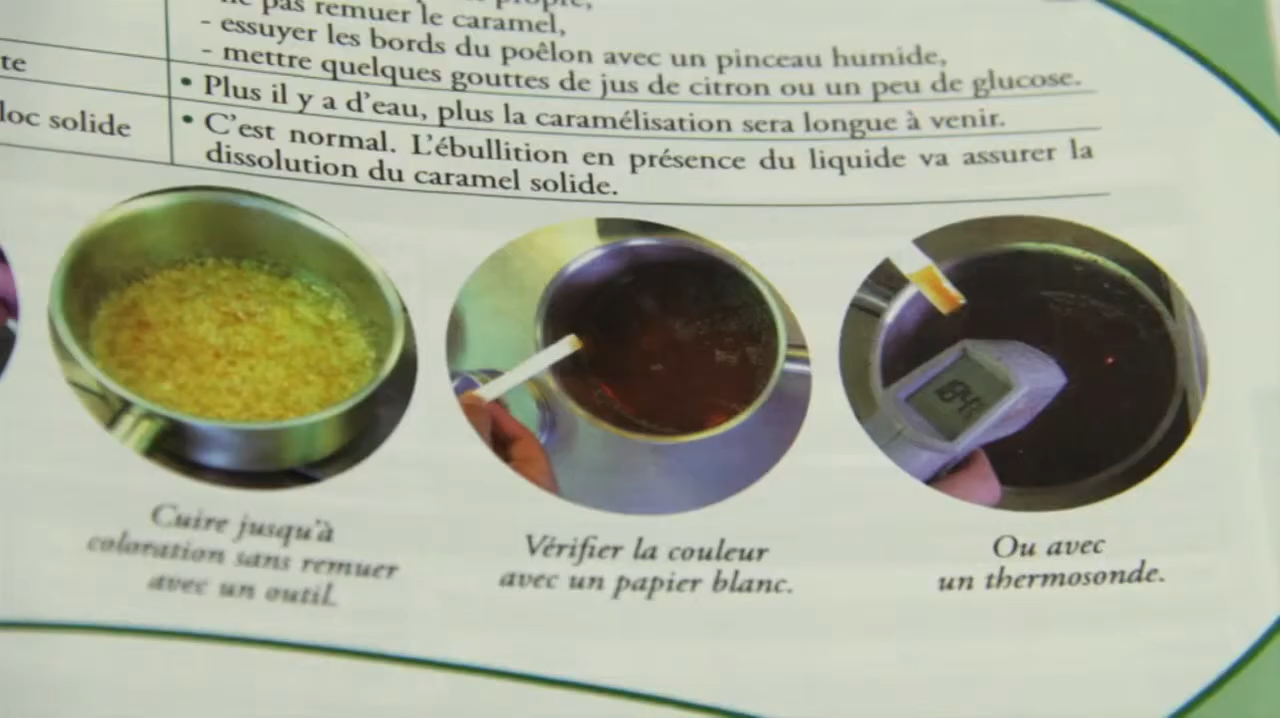 pas remuer le caramel,
- essuyer les bords du poêlon avec un pinceau humide,
- mettre quelques gouttes de jus de citron ou un peu de glucose.
te
• Plus il y a d'eau, plus la caramélisation sera longue à venir.
loc solide
• C'est normal. L'ébullition en présence du liquide va assurer la
dissolution du caramel solide.
Cuire jusqu'à
coloration sans remuer
avec un outil.
Vérifier la couleur
avec un papier blanc.
Ou avec
un thermosonde.